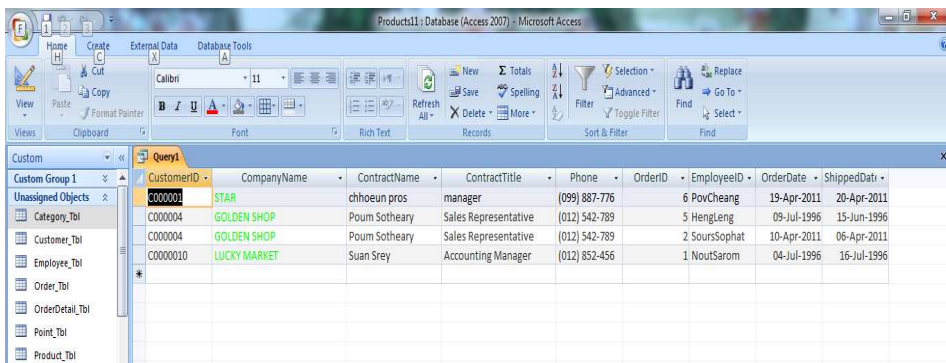 Products11 : Database (Access 2007) - Microsoft Access
F 1 2 3
Home Create External Data Database Tools
H C X A
View
Paste
Cut
Copy
Format Painter
Calibri 11
B I U A
Refresh All
New
Save
Delete
Σ Totals
Spelling
More
Filter
Selection
Advanced
Toggle Filter
Find
Replace
Go To
Select
Views Clipboard Font Rich Text Records Sort & Filter Find
Custom «
Query1 x
Custom Group 1
Unassigned Objects
Category_Tbl
Customer_Tbl
Employee_Tbl
Order_Tbl
OrderDetail_Tbl
Point_Tbl
Product_Tbl
CustomerID CompanyName ContractName ContractTitle Phone OrderID EmployeeID OrderDate ShippedDat
C000001 STAR chhoeun pros manager (099) 887-776 6 PovCheang 19-Apr-2011 20-Apr-2011
C000004 GOLDEN SHOP Poum Sotheary Sales Representative (012) 542-789 5 HengLeng 09-Jul-1996 15-Jun-1996
C000004 GOLDEN SHOP Poum Sotheary Sales Representative (012) 542-789 2 SoursSophat 10-Apr-2011 06-Apr-2011
C0000010 LUCKY MARKET Suan Srey Accounting Manager (012) 852-456 1 NoutSarom 04-Jul-1996 16-Jul-1996